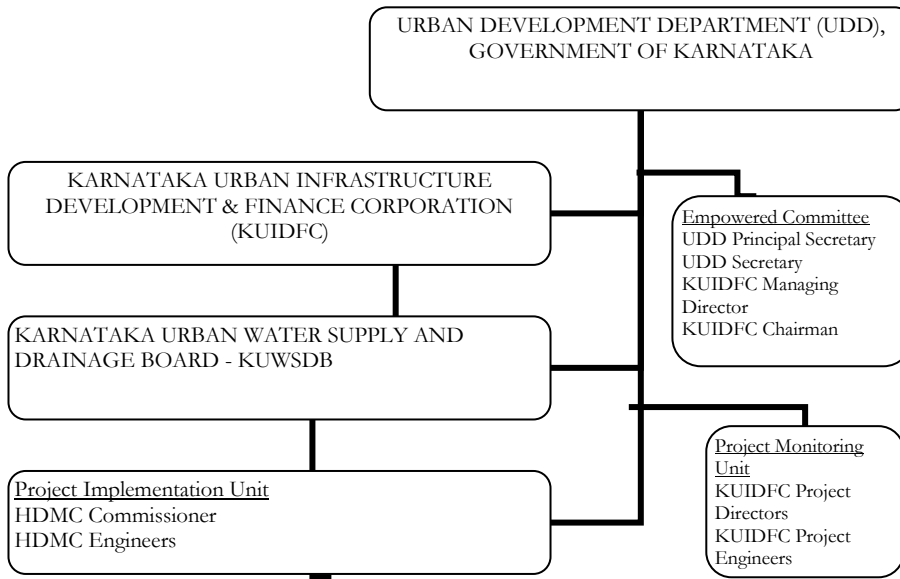 URBAN DEVELOPMENT DEPARTMENT (UDD),
GOVERNMENT OF KARNATAKA
KARNATAKA URBAN INFRASTRUCTURE
DEVELOPMENT & FINANCE CORPORATION
(KUIDFC)
Empowered Committee
UDD Principal Secretary
UDD Secretary
KUIDFC Managing
Director
KUIDFC Chairman
KARNATAKA URBAN WATER SUPPLY AND
DRAINAGE BOARD - KUWSDB
Project Monitoring
Unit
KUIDFC Project
Directors
KUIDFC Project
Engineers
Project Implementation Unit
HDMC Commissioner
HDMC Engineers